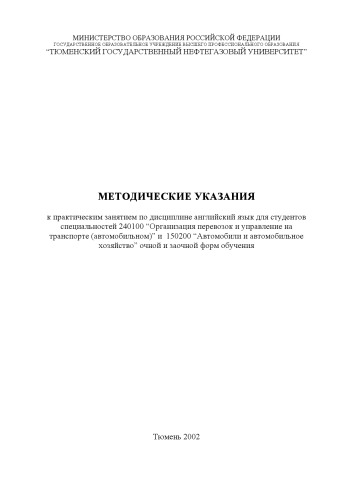 МИНИСТЕРСТВО ОБРАЗОВАНИЯ РОССИЙСКОЙ ФЕДЕРАЦИИ
ГОСУДАРСТВЕННОЕ ОБРАЗОВАТЕЛЬНОЕ УЧРЕЖДЕНИЕ ВЫСШЕГО ПРОФЕССИОНАЛЬНОГО ОБРАЗОВАНИЯ
"ТЮМЕНСКИЙ ГОСУДАРСТВЕННЫЙ НЕФТЕГАЗОВЫЙ УНИВЕРСИТЕТ"
МЕТОДИЧЕСКИЕ УКАЗАНИЯ
к практическим занятием по дисциплине английский язык для студентов
специальностей 240100 "Организация перевозок и управление на
транспорте (автомобильном)" и 150200 "Автомобили и автомобильное
хозяйство" очной и заочной форм обучения
Тюмень 2002